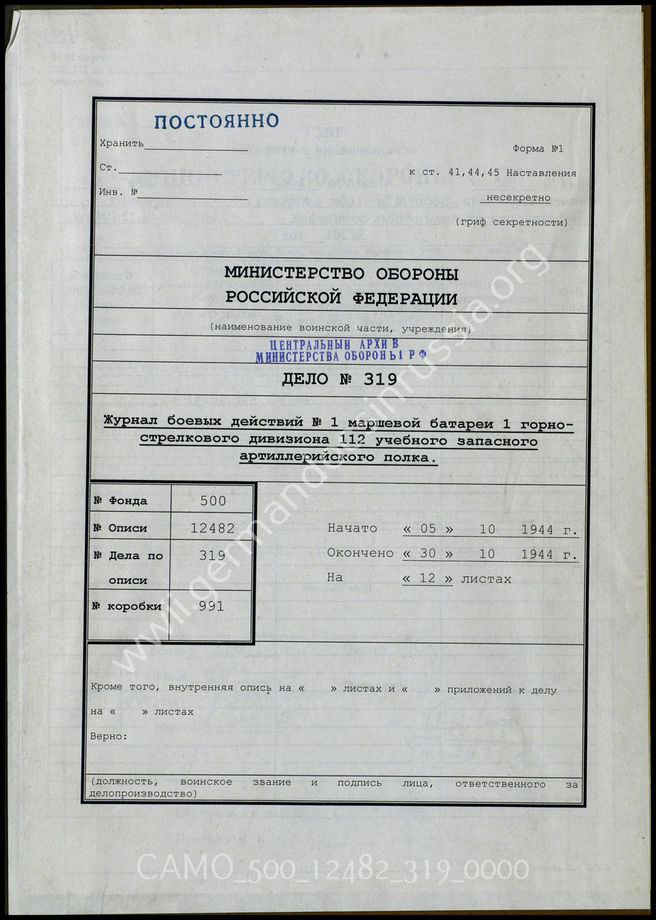 ПОСТОЯННО
Хранить
Форма №1
Ст.
к ст. 41,44,45 Наставления
Инв. №
несекретно
(гриф секретности)
МИНИСТЕРСТВО ОБОРОНЫ
РОССИЙСКОЙ ФЕДЕРАЦИИ
(наименование воинской части, учреждения)
ЦЕНТРАЛЬНЫЙ АРХИВ
МИНИСТЕРСТВА ОБОРОНЫ РФ
ДЕЛО № 319
Журнал боевых действий № 1 маршевой батареи 1 горно-
стрелкового дивизиона 112 учебного запасного
артиллерийского полка.
№ Фонда 500
№ Описи 12482
№ Дела по описи 319
№ коробки 991
Начато « 05 » 10 1944 г.
Окончено « 30 » 10 1944 г.
На « 12 » листах
Кроме того, внутренняя опись на « » листах и « » приложений к делу
на « » листах
Верно:
(должность, воинское звание и подпись лица, ответственного за
делопроизводство)
www.germandocsinrussia.org
CAMO_500_12482_319_0000